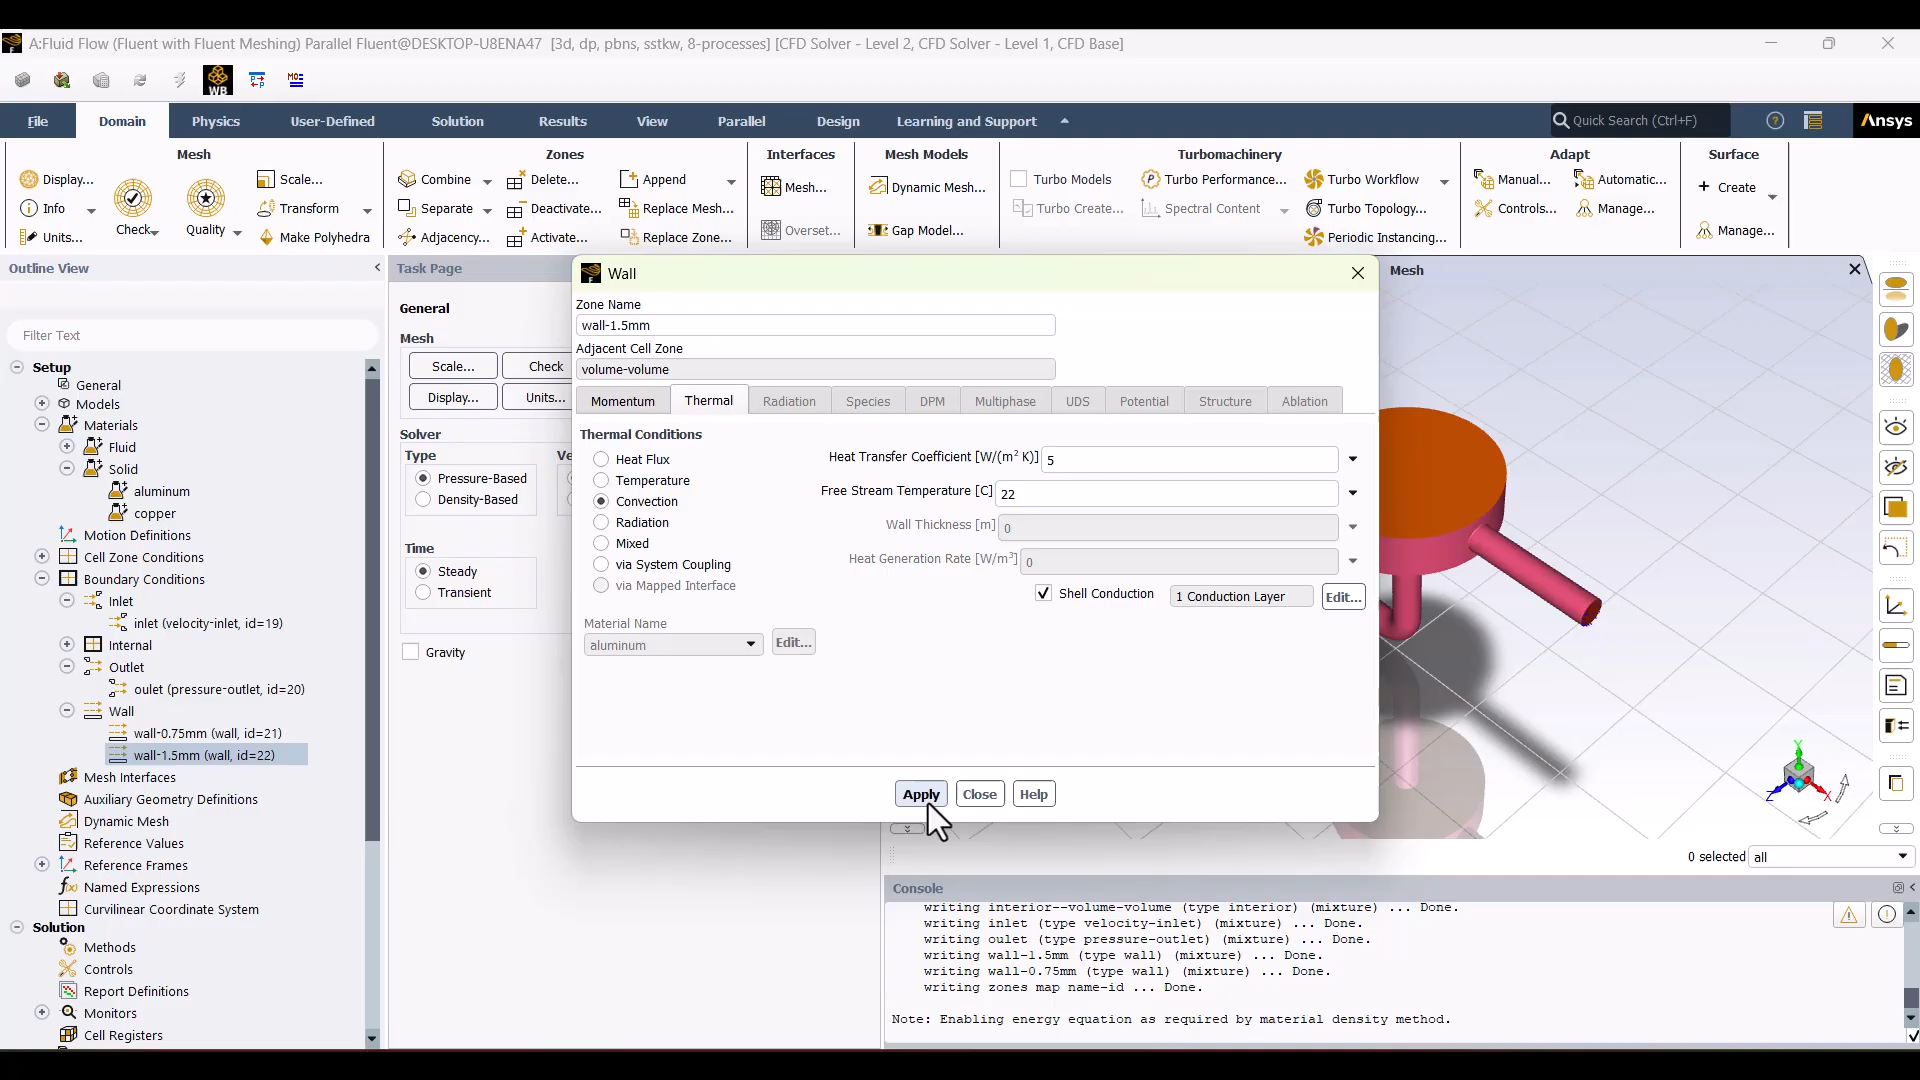 A:Fluid Flow (Fluent with Fluent Meshing) Parallel Fluent@DESKTOP-U8ENA47 [3d, dp, pbns, sstkw, 8-processes] [CFD Solver - Level 2, CFD Solver - Level 1, CFD Base]
WB
File Domain Physics User-Defined Solution Results View Parallel Design Learning and Support Quick Search (Ctrl+F) Ansys
Mesh Zones Interfaces Mesh Models Turbomachinery Adapt Surface
Display... Scale... Combine Delete... Append Mesh... Dynamic Mesh... Turbo Models Turbo Performance... Turbo Workflow Manual... Automatic... Create
Info Check Quality Transform Separate Deactivate... Replace Mesh... Turbo Create... Spectral Content Turbo Topology... Controls... Manage...
Units... Make Polyhedra Adjacency... Activate... Replace Zone... Overset... Gap Model... Periodic Instancing... Manage...
Outline View
Filter Text
Setup
General
Models
Materials
Fluid
Solid
aluminum
copper
Motion Definitions
Cell Zone Conditions
Boundary Conditions
Inlet
inlet (velocity-inlet, id=19)
Internal
Outlet
oulet (pressure-outlet, id=20)
Wall
wall-0.75mm (wall, id=21)
wall-1.5mm (wall, id=22)
Mesh Interfaces
Auxiliary Geometry Definitions
Dynamic Mesh
Reference Values
Reference Frames
Named Expressions
Curvilinear Coordinate System
Solution
Methods
Controls
Report Definitions
Monitors
Cell Registers
Task Page
General
Mesh
Scale... Check
Display... Units...
Solver
Type Ve
Pressure-Based
Density-Based
Time
Steady
Transient
Gravity
Wall
Zone Name
wall-1.5mm
Adjacent Cell Zone
volume-volume
Momentum Thermal Radiation Species DPM Multiphase UDS Potential Structure Ablation
Thermal Conditions
Heat Flux
Temperature
Convection
Radiation
Mixed
via System Coupling
via Mapped Interface
Heat Transfer Coefficient [W/(m² K)] 5
Free Stream Temperature [C] 22
Wall Thickness [m] 0
Heat Generation Rate [W/m³] 0
Shell Conduction 1 Conduction Layer Edit...
Material Name
aluminum Edit...
Apply Close Help
Mesh
Y
Z X
0 selected all
Console
writing interior--volume-volume (type interior) (mixture) ... Done.
writing inlet (type velocity-inlet) (mixture) ... Done.
writing oulet (type pressure-outlet) (mixture) ... Done.
writing wall-1.5mm (type wall) (mixture) ... Done.
writing wall-0.75mm (type wall) (mixture) ... Done.
writing zones map name-id ... Done.
Note: Enabling energy equation as required by material density method.